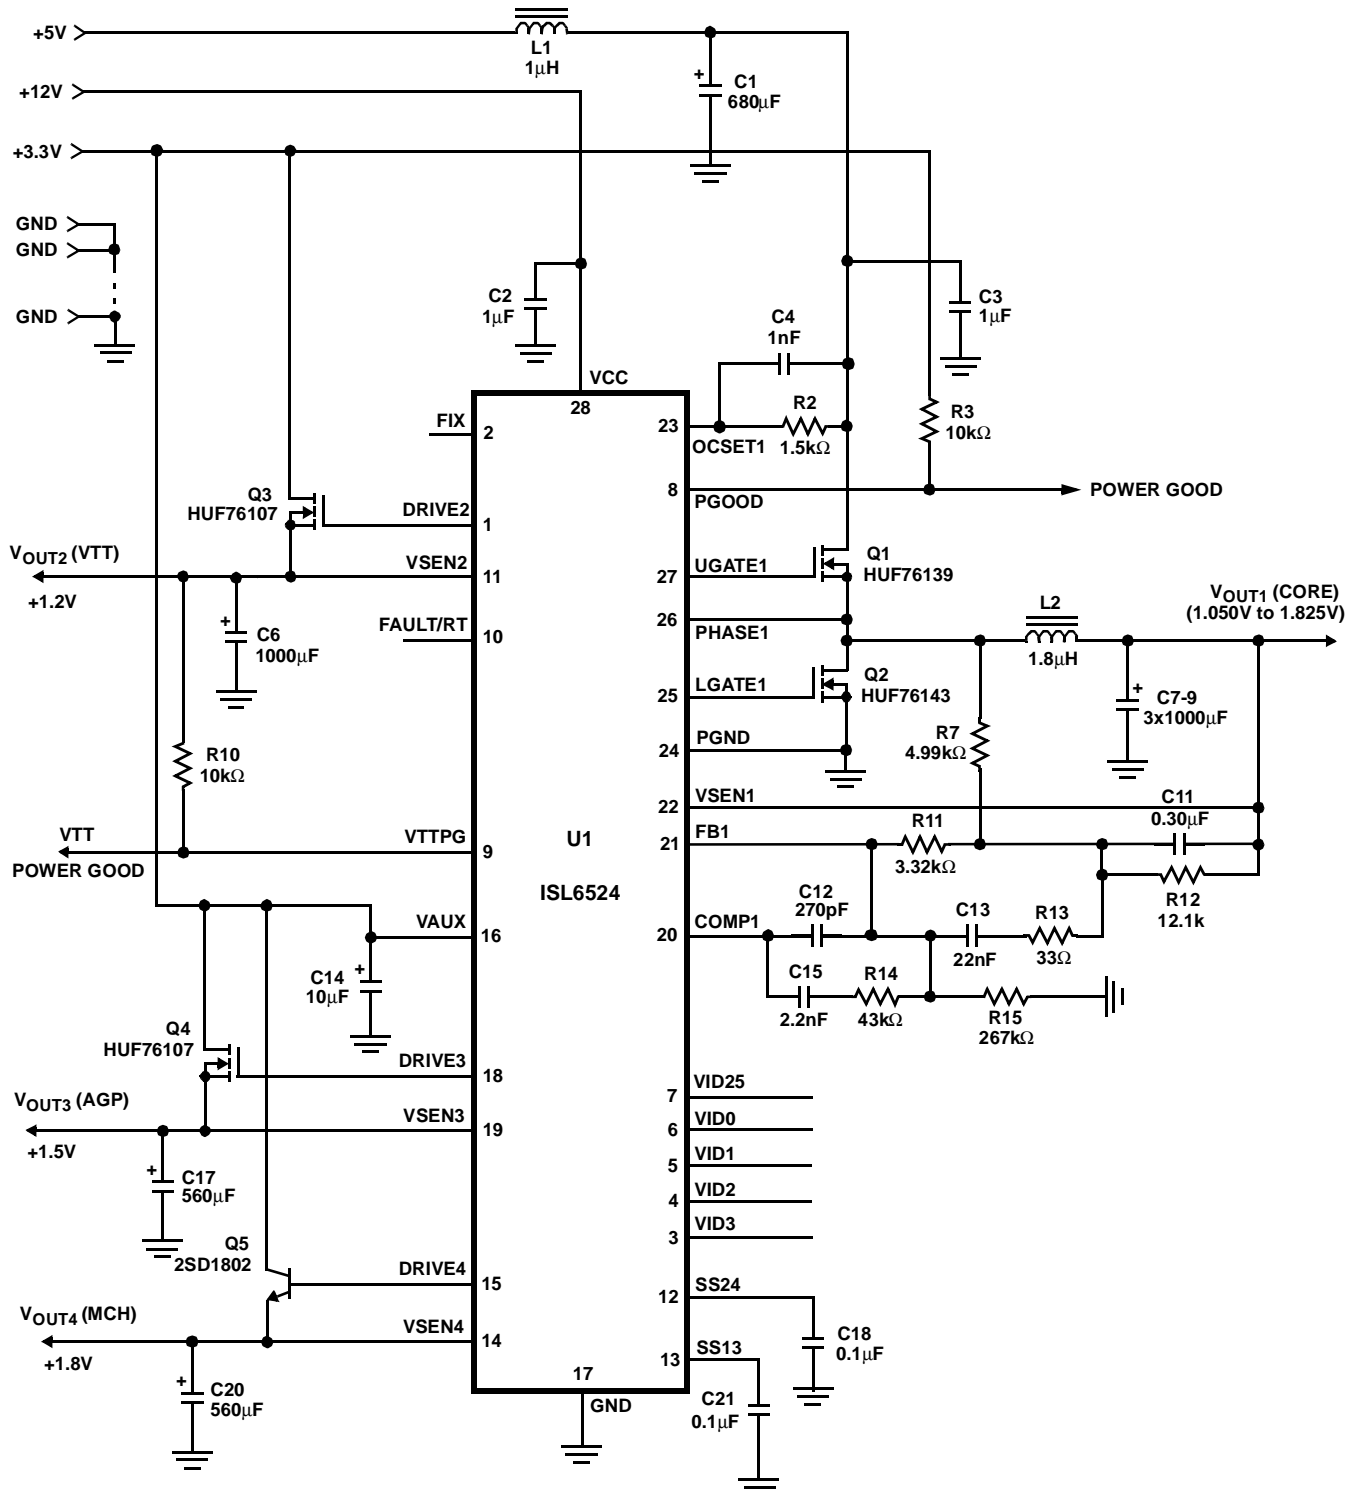 +5V
L1
1μH
+
C1
680μF
+12V
+3.3V
GND
GND
GND
C2
1μF
C3
1μF
C4
1nF
VCC
28
FIX
2
23
OCSET1
R2
1.5kΩ
R3
10kΩ
8
PGOOD
POWER GOOD
Q3
HUF76107
DRIVE2
1
VOUT2 (VTT)
+1.2V
VSEN2
11
27
UGATE1
Q1
HUF76139
+
C6
1000μF
FAULT/RT
10
26
PHASE1
L2
1.8μH
VOUT1 (CORE)
(1.050V to 1.825V)
25
LGATE1
Q2
HUF76143
+
C7-9
3x1000μF
R10
10kΩ
24
PGND
R7
4.99kΩ
22
VSEN1
C11
0.30μF
VTT
POWER GOOD
VTTPG
9
U1
ISL6524
21
FB1
R11
3.32kΩ
R12
12.1k
VAUX
16
20
COMP1
C12
270pF
C13
22nF
R13
33Ω
+
C14
10μF
C15
2.2nF
R14
43kΩ
R15
267kΩ
Q4
HUF76107
DRIVE3
18
7
VID25
VOUT3 (AGP)
+1.5V
VSEN3
19
6
VID0
5
VID1
+
C17
560μF
4
VID2
3
VID3
Q5
2SD1802
DRIVE4
15
12
SS24
C18
0.1μF
VOUT4 (MCH)
+1.8V
VSEN4
14
13
SS13
+
C20
560μF
17
GND
C21
0.1μF